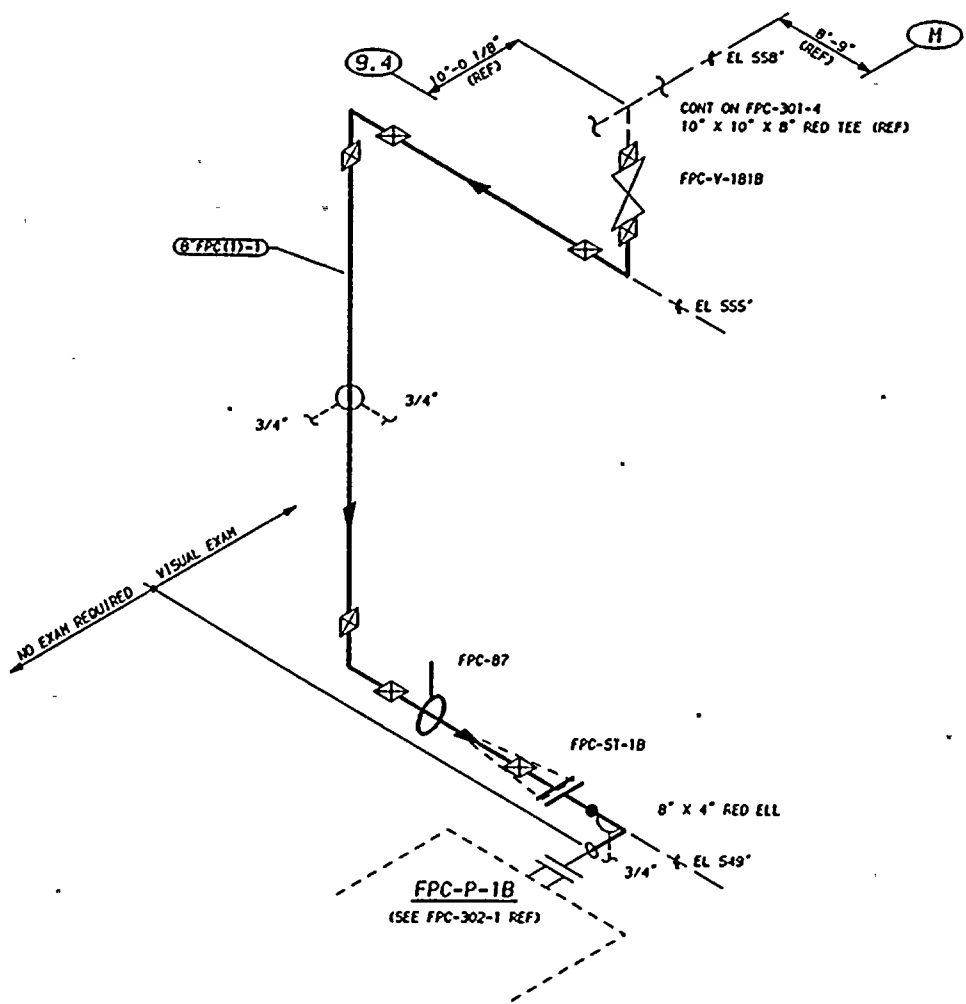 M
8'-9"
(REF)
9.4
10'-0 1/8"
(REF)
EL 558'
CONT ON FPC-301-4
10" X 10" X 8" RED TEE (REF)
FPC-V-181B
8"FPC(1)-1
EL 555'
3/4"
3/4"
VISUAL EXAM
NO EXAM REQUIRED
FPC-87
FPC-ST-1B
8" X 4" RED ELL
EL 549'
3/4"
FPC-P-1B
(SEE FPC-302-1 REF)